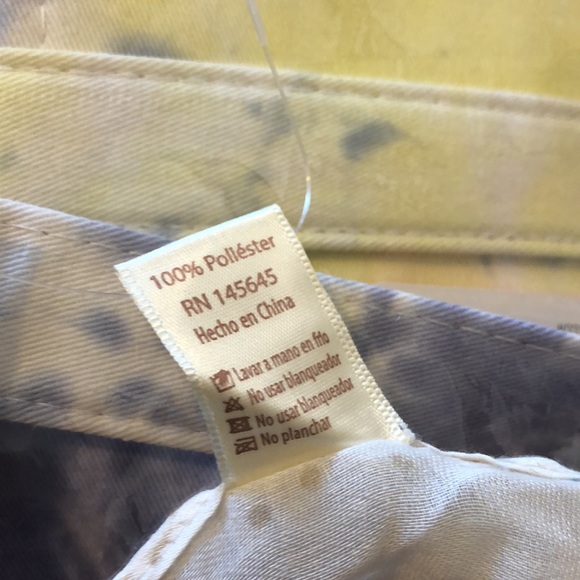 100% Poliéster
RN 145645
Hecho en China
Lavar a mano en frío
No usar blanqueador
No usar blanqueador
No planchar